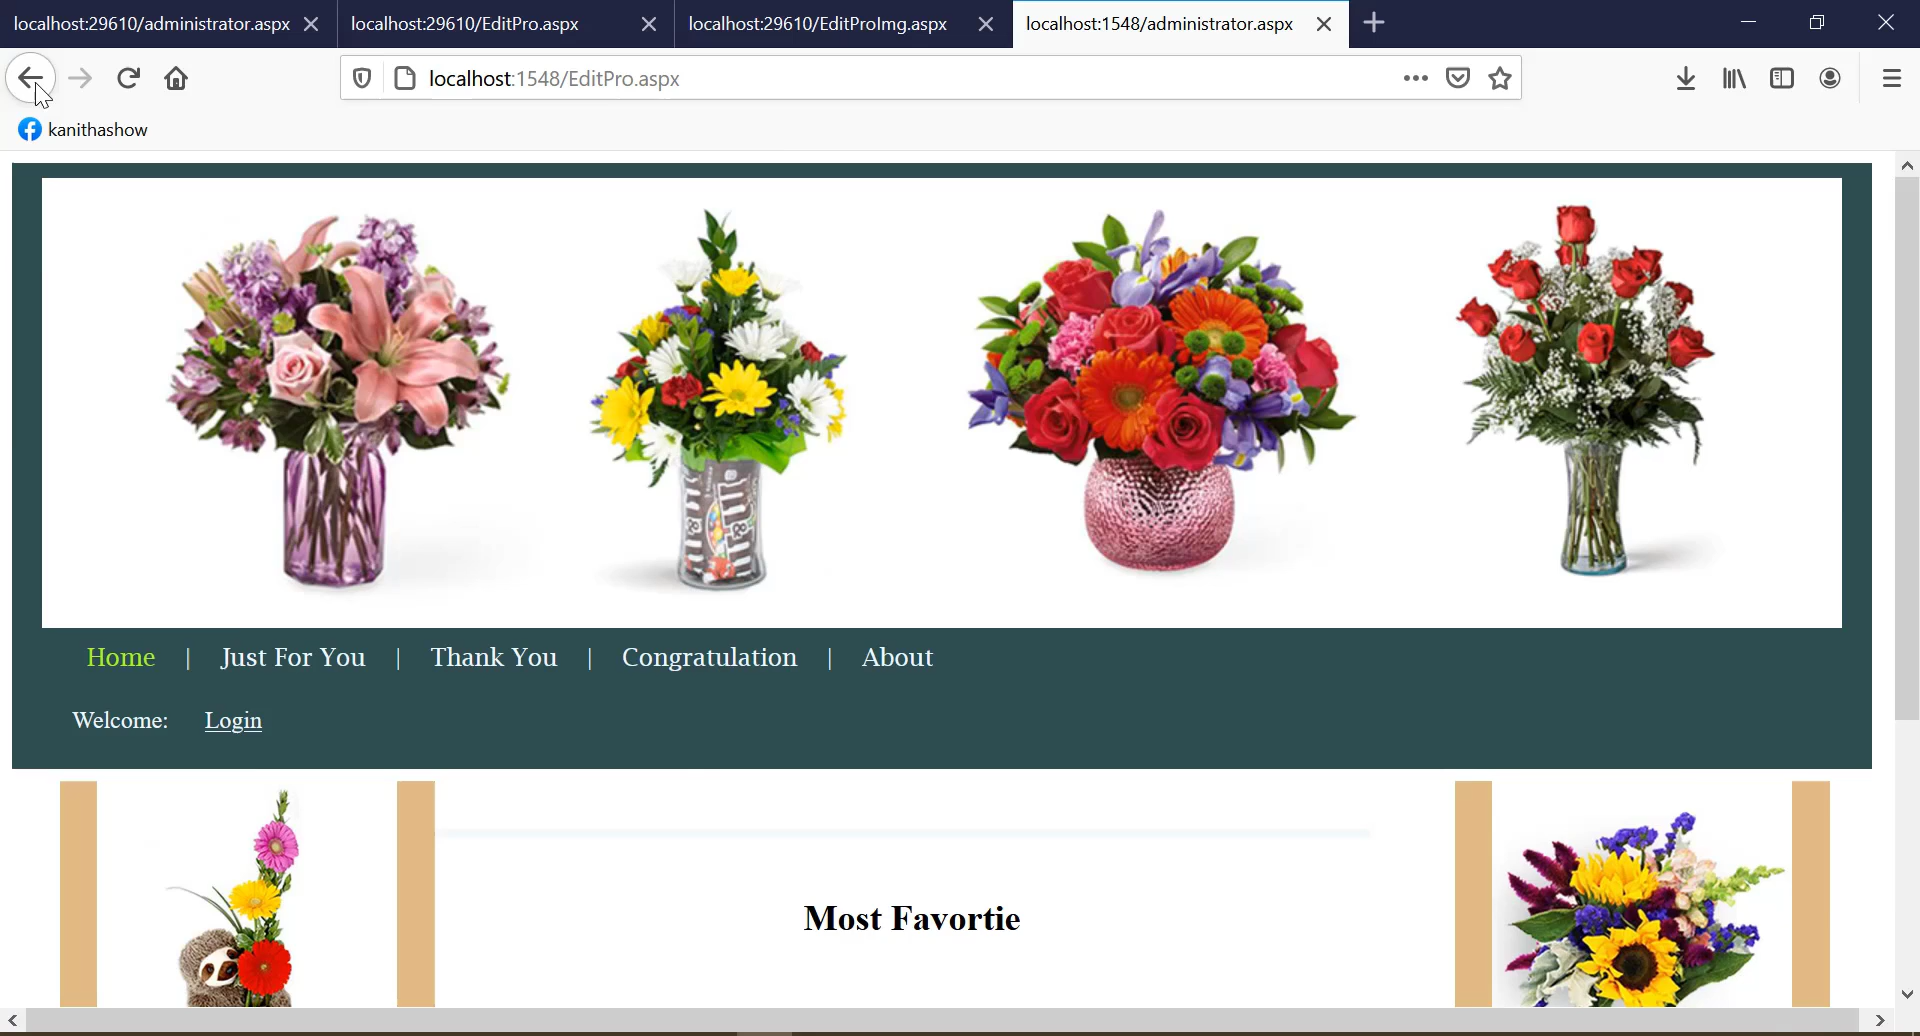 localhost:29610/administrator.aspx
localhost:29610/EditPro.aspx
localhost:29610/EditProImg.aspx
localhost:1548/administrator.aspx
localhost:1548/EditPro.aspx
kanithashow
m&m
m&m
Home | Just For You | Thank You | Congratulation | About
Welcome: Login
Most Favortie